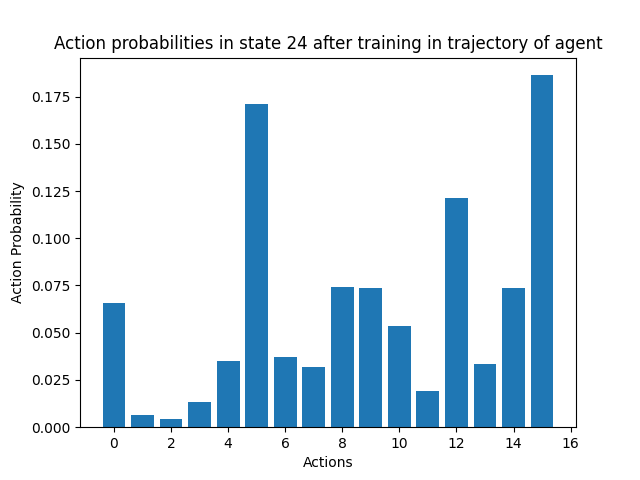 Action probabilities in state 24 after training in trajectory of agent
0.175
0.150
0.125
0.100
0.075
0.050
0.025
0.000
Action Probability
0 2 4 6 8 10 12 14 16
Actions